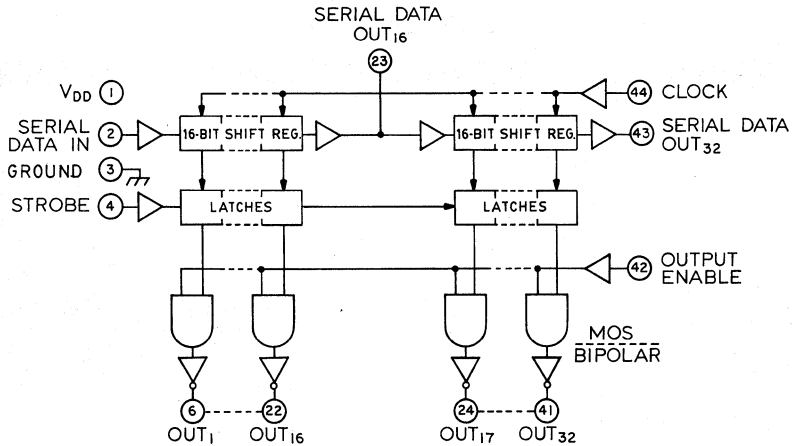 SERIAL DATA
OUT16
23
VDD 1
44 CLOCK
SERIAL
DATA IN
2
16-BIT SHIFT REG.
16-BIT SHIFT REG.
43
SERIAL DATA
OUT32
GROUND 3
STROBE 4
LATCHES
LATCHES
42
OUTPUT
ENABLE
MOS
BIPOLAR
6
22
24
41
OUT1
OUT16
OUT17
OUT32